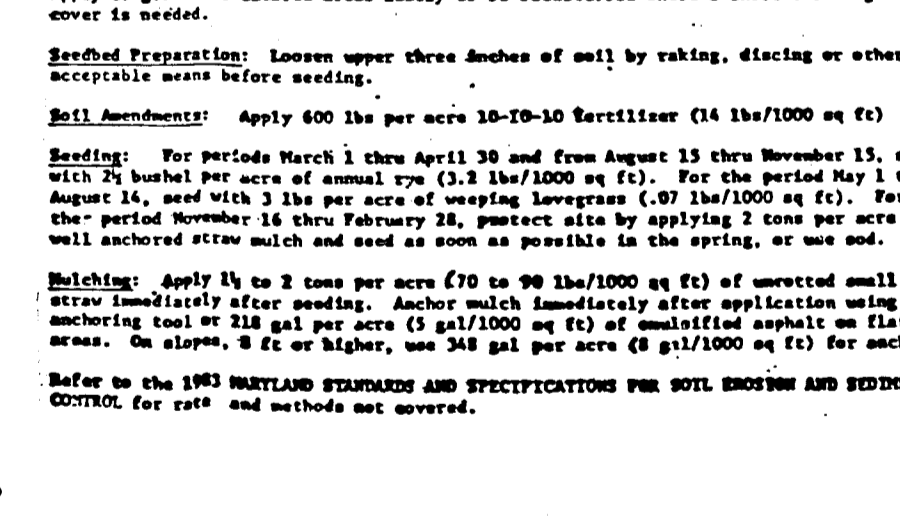 cover is needed.
Seedbed Preparation: Loosen upper three inches of soil by raking, discing or other
acceptable means before seeding.
Soil Amendments: Apply 600 lbs per acre 10-10-10 fertilizer (14 lbs/1000 sq ft)
Seeding: For periods March 1 thru April 30 and from August 15 thru November 15,
with 2½ bushel per acre of annual rye (3.2 lbs/1000 sq ft). For the period May 1
August 14, seed with 3 lbs per acre of weeping lovegrass (.07 lbs/1000 sq ft). For
the period November 16 thru February 28, protect site by applying 2 tons per acre
well anchored straw mulch and seed as soon as possible in the spring, or use sod.
Mulching: Apply 1½ to 2 tons per acre (70 to 90 lbs/1000 sq ft) of unrotted small
straw immediately after seeding. Anchor mulch immediately after application using
anchoring tool or 218 gal per acre (5 gal/1000 sq ft) of emulsified asphalt on fla
areas. On slopes, 8 ft or higher, use 348 gal per acre (8 gal/1000 sq ft) for anc
Refer to the 1983 MARYLAND STANDARDS AND SPECIFICATIONS FOR SOIL EROSION AND SEDIM
CONTROL for rate and methods not covered.